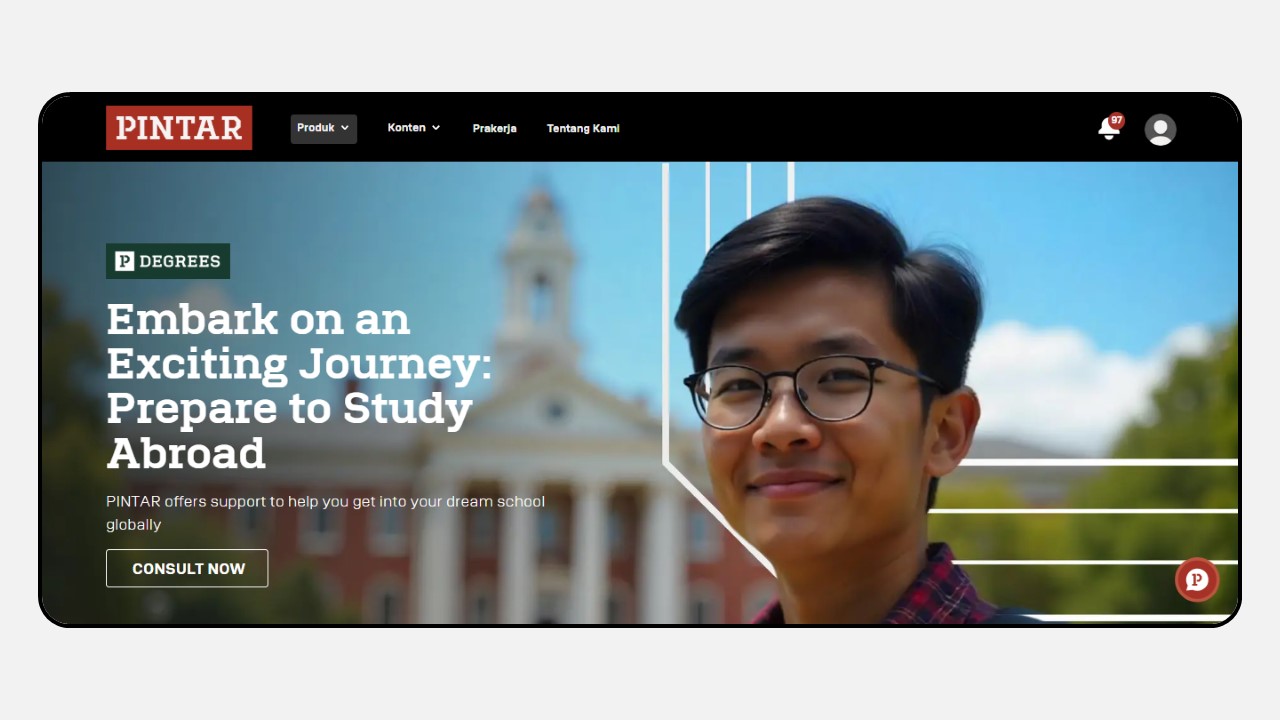 PINTAR
Produk
Konten
Prakerja
Tentang Kami
97
P DEGREES
Embark on an
Exciting Journey:
Prepare to Study
Abroad
PINTAR offers support to help you get into your dream school
globally
CONSULT NOW
P